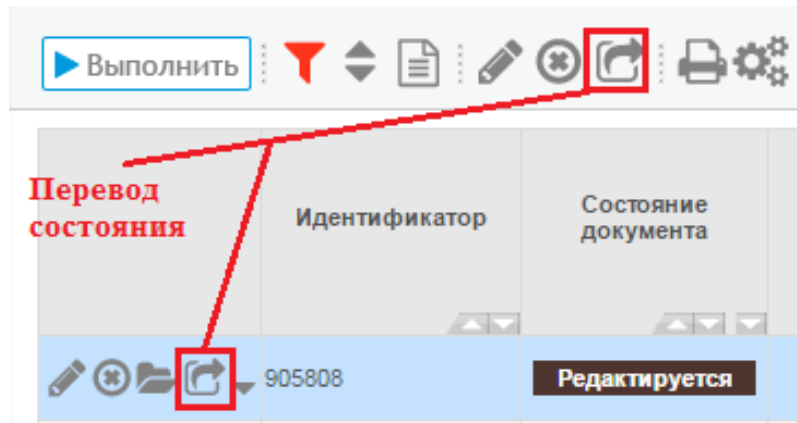 Выполнить
Перевод
состояния
Идентификатор
Состояние
документа
905808
Редактируется